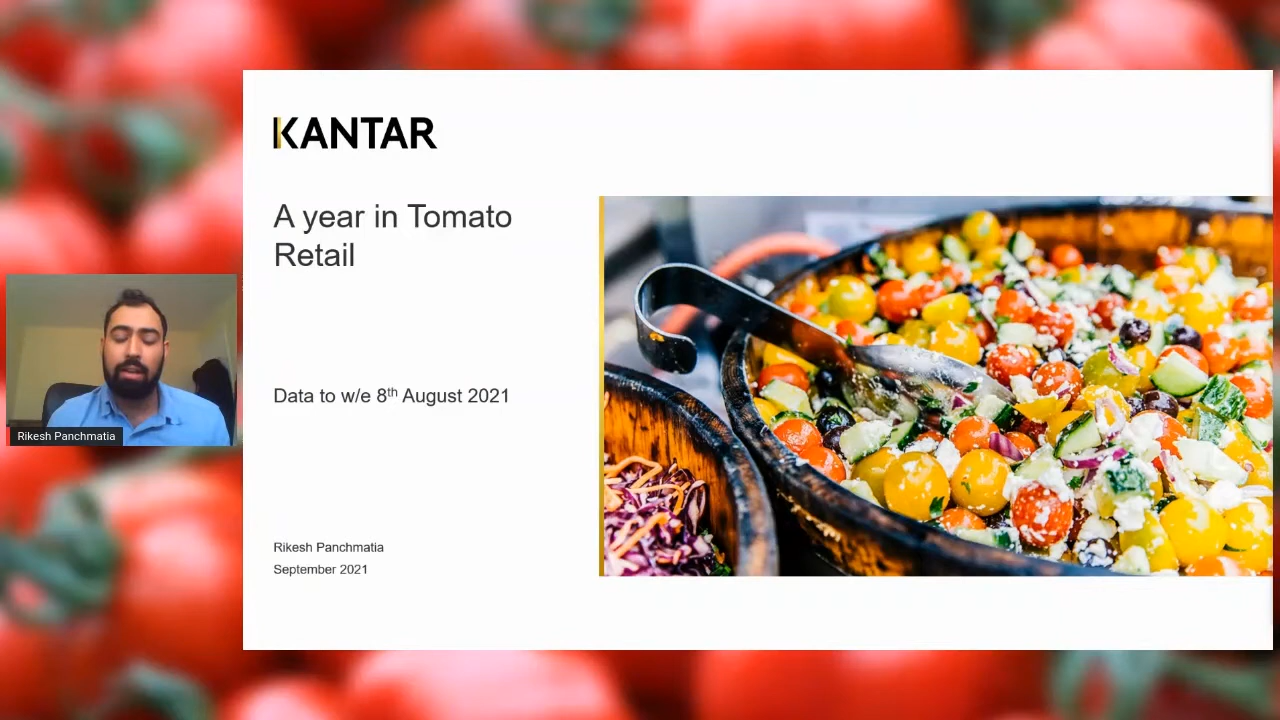 KANTAR
A year in Tomato
Retail
Data to w/e 8th August 2021
Rikesh Panchmatia
Rikesh Panchmatia
September 2021